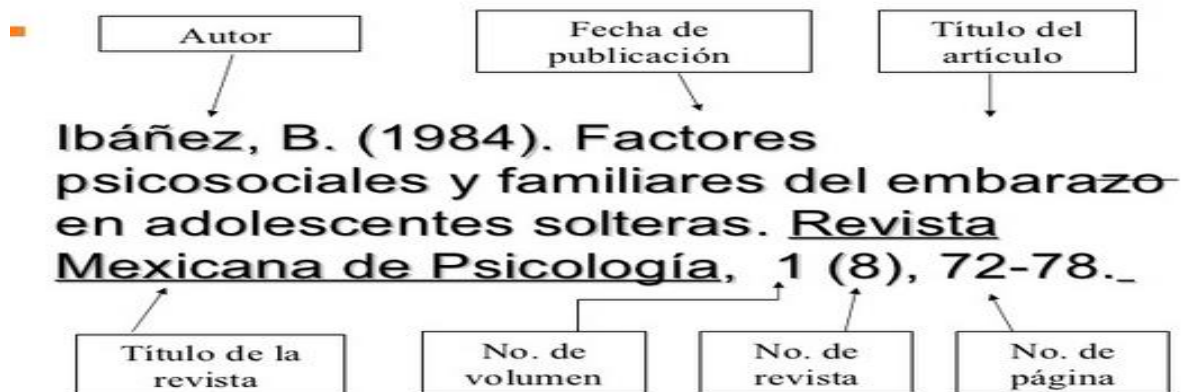 Autor
Fecha de
publicación
Título del
artículo
Ibáñez, B. (1984). Factores
psicosociales y familiares del embarazo
en adolescentes solteras. Revista
Mexicana de Psicología, 1 (8), 72-78.
Título de la
revista
No. de
volumen
No. de
revista
No. de
página